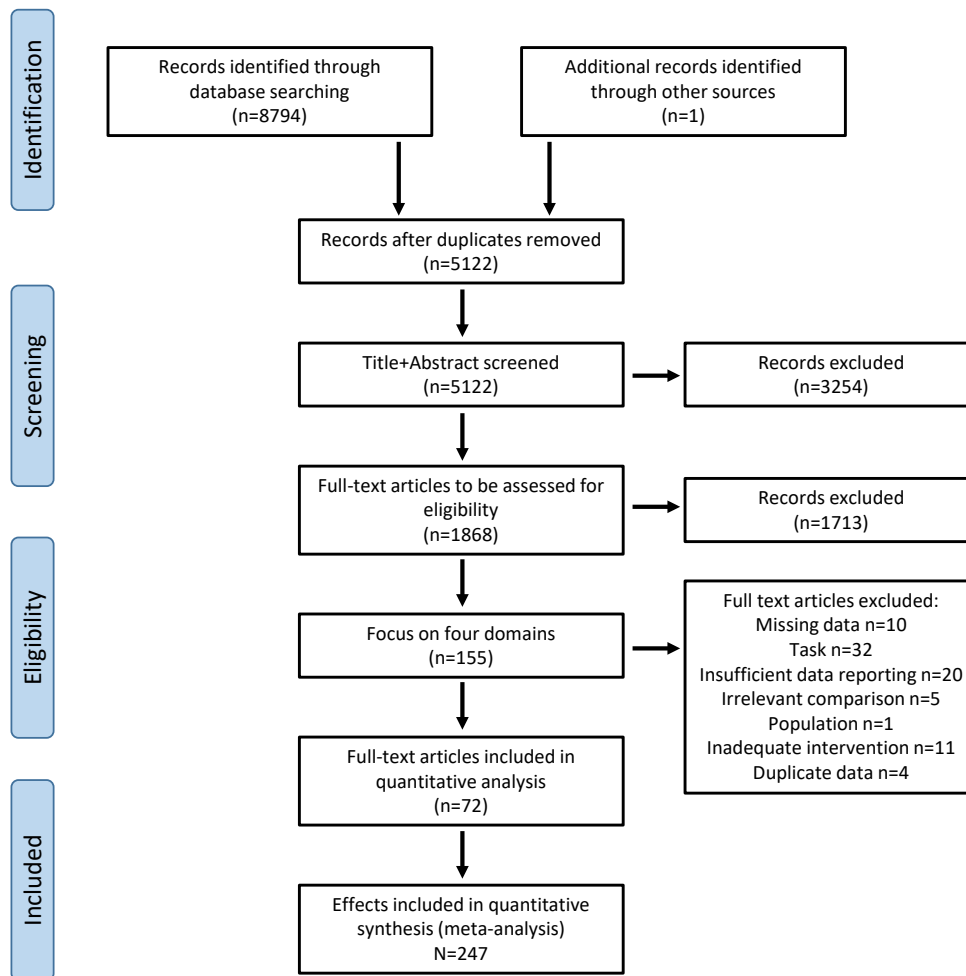 Identification
Records identified through
database searching
(n=8794)
Additional records identified
through other sources
(n=1)
Records after duplicates removed
(n=5122)
Screening
Title+Abstract screened
(n=5122)
Records excluded
(n=3254)
Full-text articles to be assessed for
eligibility
(n=1868)
Records excluded
(n=1713)
Eligibility
Focus on four domains
(n=155)
Full text articles excluded:
Missing data n=10
Task n=32
Insufficient data reporting n=20
Irrelevant comparison n=5
Population n=1
Inadequate intervention n=11
Duplicate data n=4
Full-text articles included in
quantitative analysis
(n=72)
Included
Effects included in quantitative
synthesis (meta-analysis)
N=247